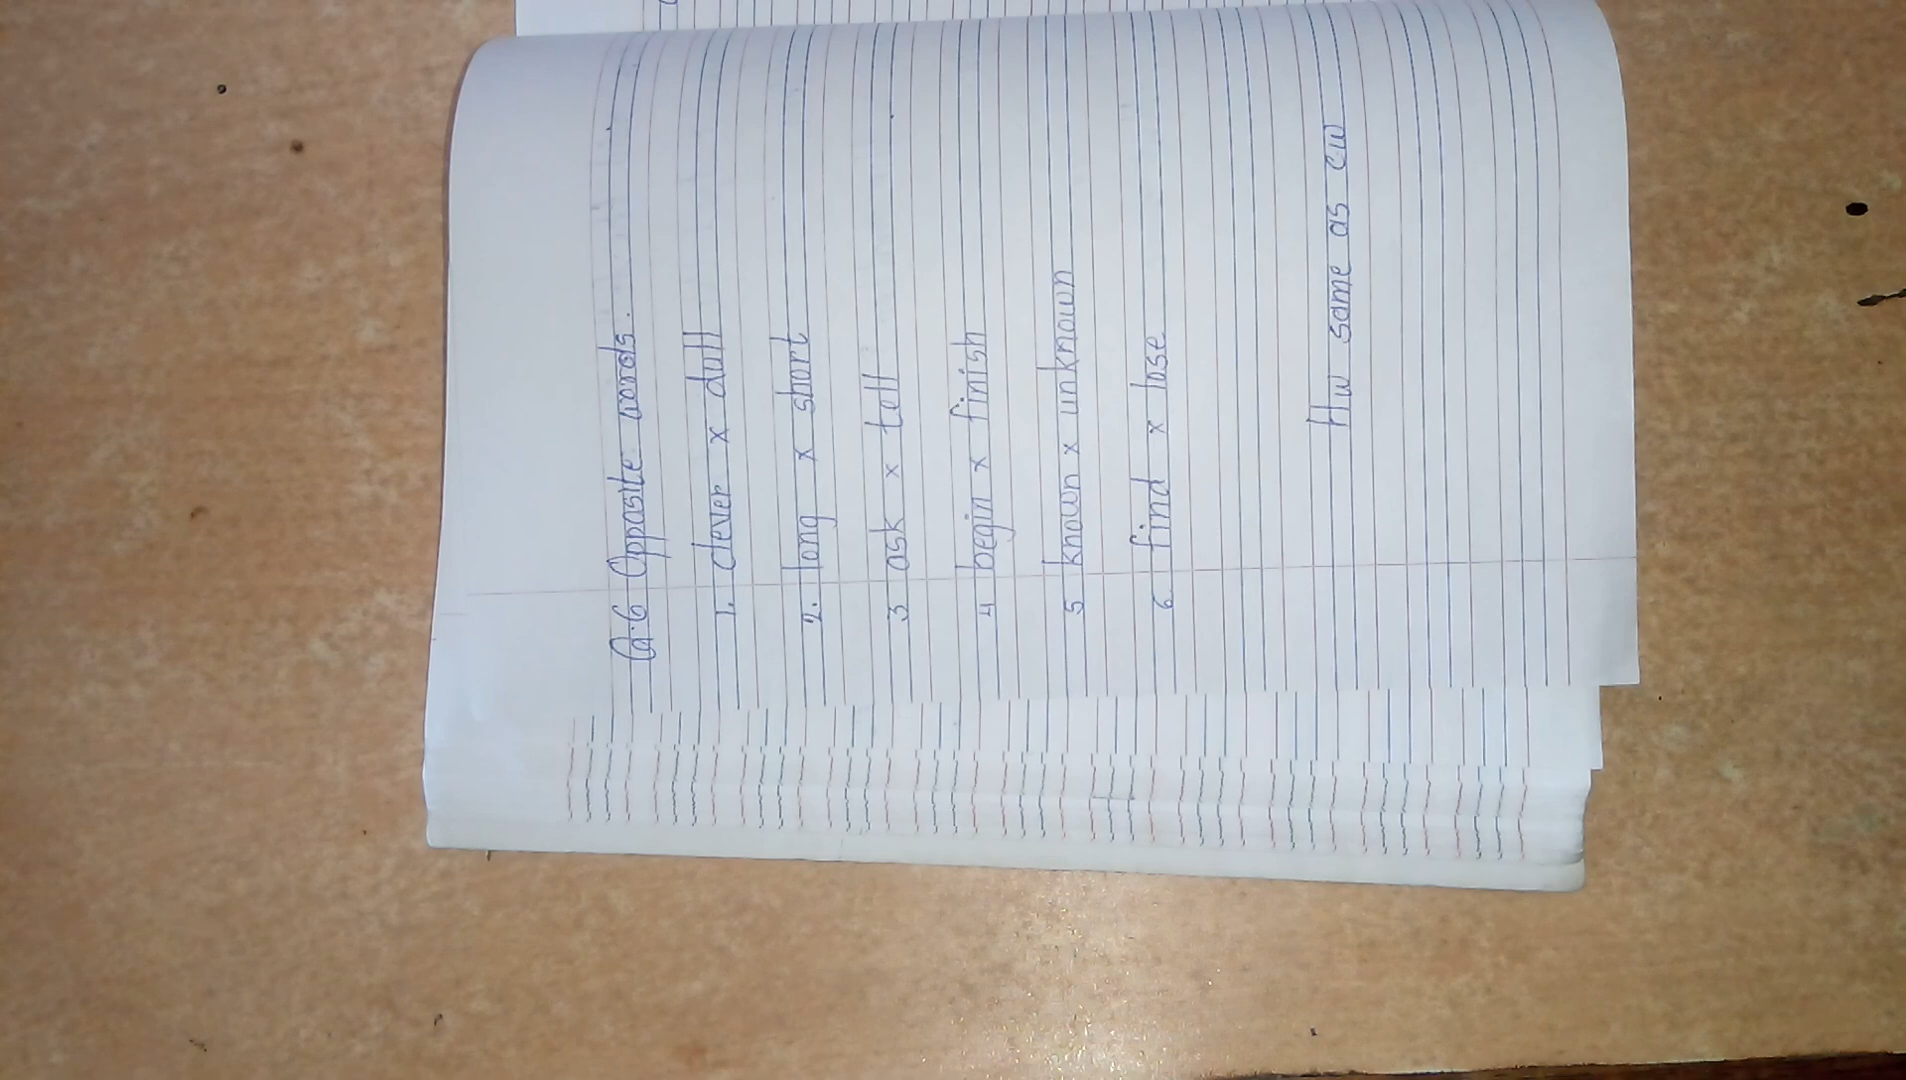 Q.6 Opposite words.
1. clever x dull
2. long x short
3 ask x tell
4 begin x finish
5 known x unknown
6. find x lose
Hw same as cw